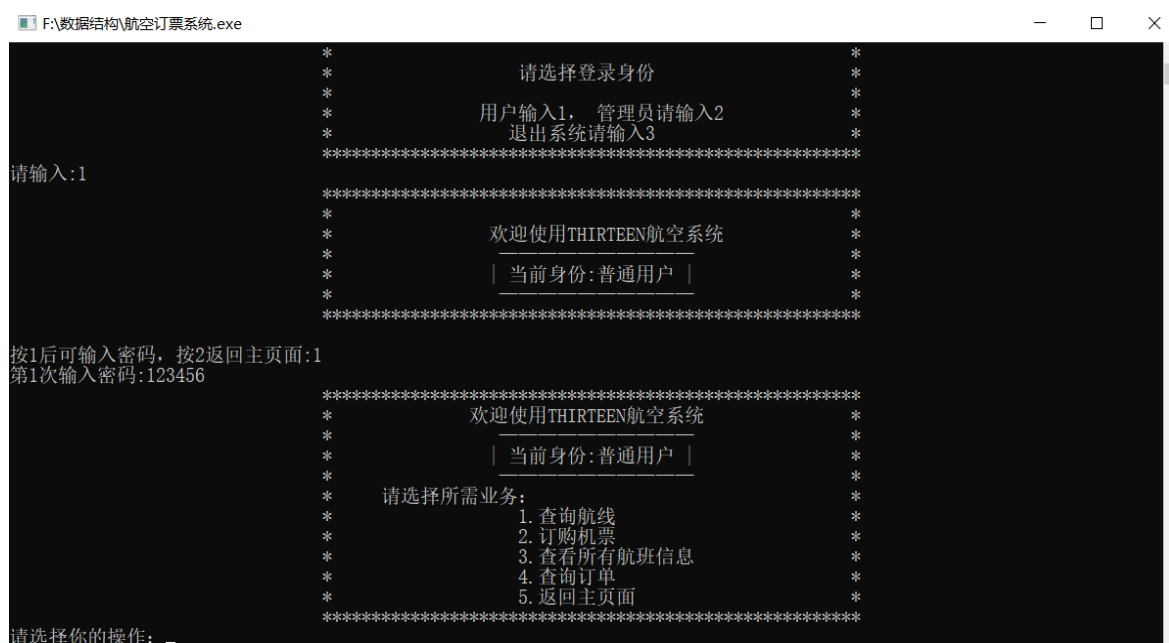 F:\数据结构\航空订票系统.exe
*                                                      *
*                   请选择登录身份                    *
*                                                      *
*               用户输入1， 管理员请输入2             *
*                  退出系统请输入3                    *
*******************************************************
请输入:1
*******************************************************
*                                                      *
*                欢迎使用THIRTEEN航空系统             *
*                 ——————————                *
*                | 当前身份:普通用户 |                *
*                 ——————————                *
*******************************************************
按1后可输入密码，按2返回主页面:1
第1次输入密码:123456
*******************************************************
*              欢迎使用THIRTEEN航空系统               *
*                 ——————————                *
*                | 当前身份:普通用户 |                *
*                 ——————————                *
*     请选择所需业务：                                *
*                   1.查询航线                        *
*                   2.订购机票                        *
*                   3.查看所有航班信息                *
*                   4.查询订单                        *
*                   5.返回主页面                      *
*******************************************************
请选择你的操作：_